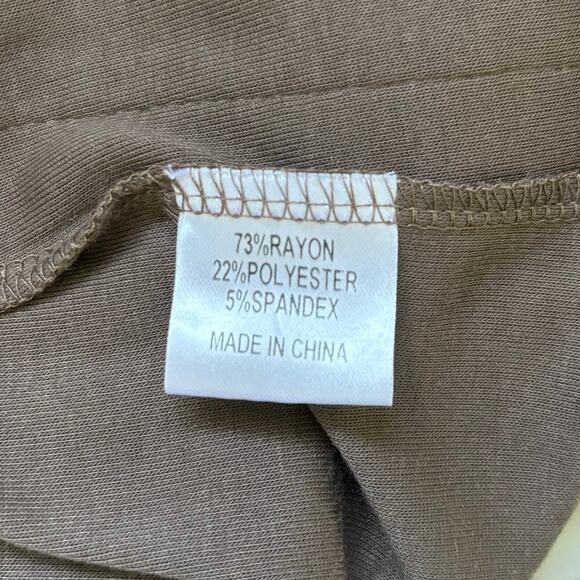 73%RAYON
22%POLYESTER
5%SPANDEX
MADE IN CHINA